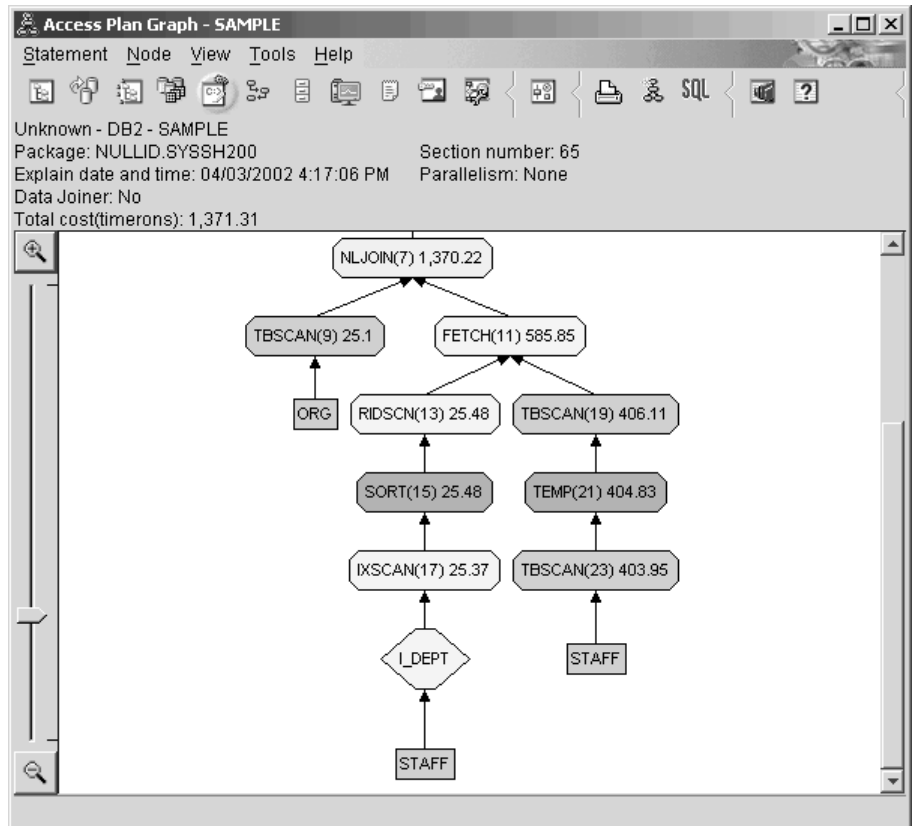 Access Plan Graph - SAMPLE
Statement Node View Tools Help
SQL ?
Unknown - DB2 - SAMPLE
Package: NULLID.SYSSH200 Section number: 65
Explain date and time: 04/03/2002 4:17:06 PM Parallelism: None
Data Joiner: No
Total cost(timerons): 1,371.31
NLJOIN(7) 1,370.22
TBSCAN(9) 25.1 FETCH(11) 585.85
ORG RIDSCN(13) 25.48 TBSCAN(19) 406.11
SORT(15) 25.48 TEMP(21) 404.83
IXSCAN(17) 25.37 TBSCAN(23) 403.95
I_DEPT STAFF
STAFF